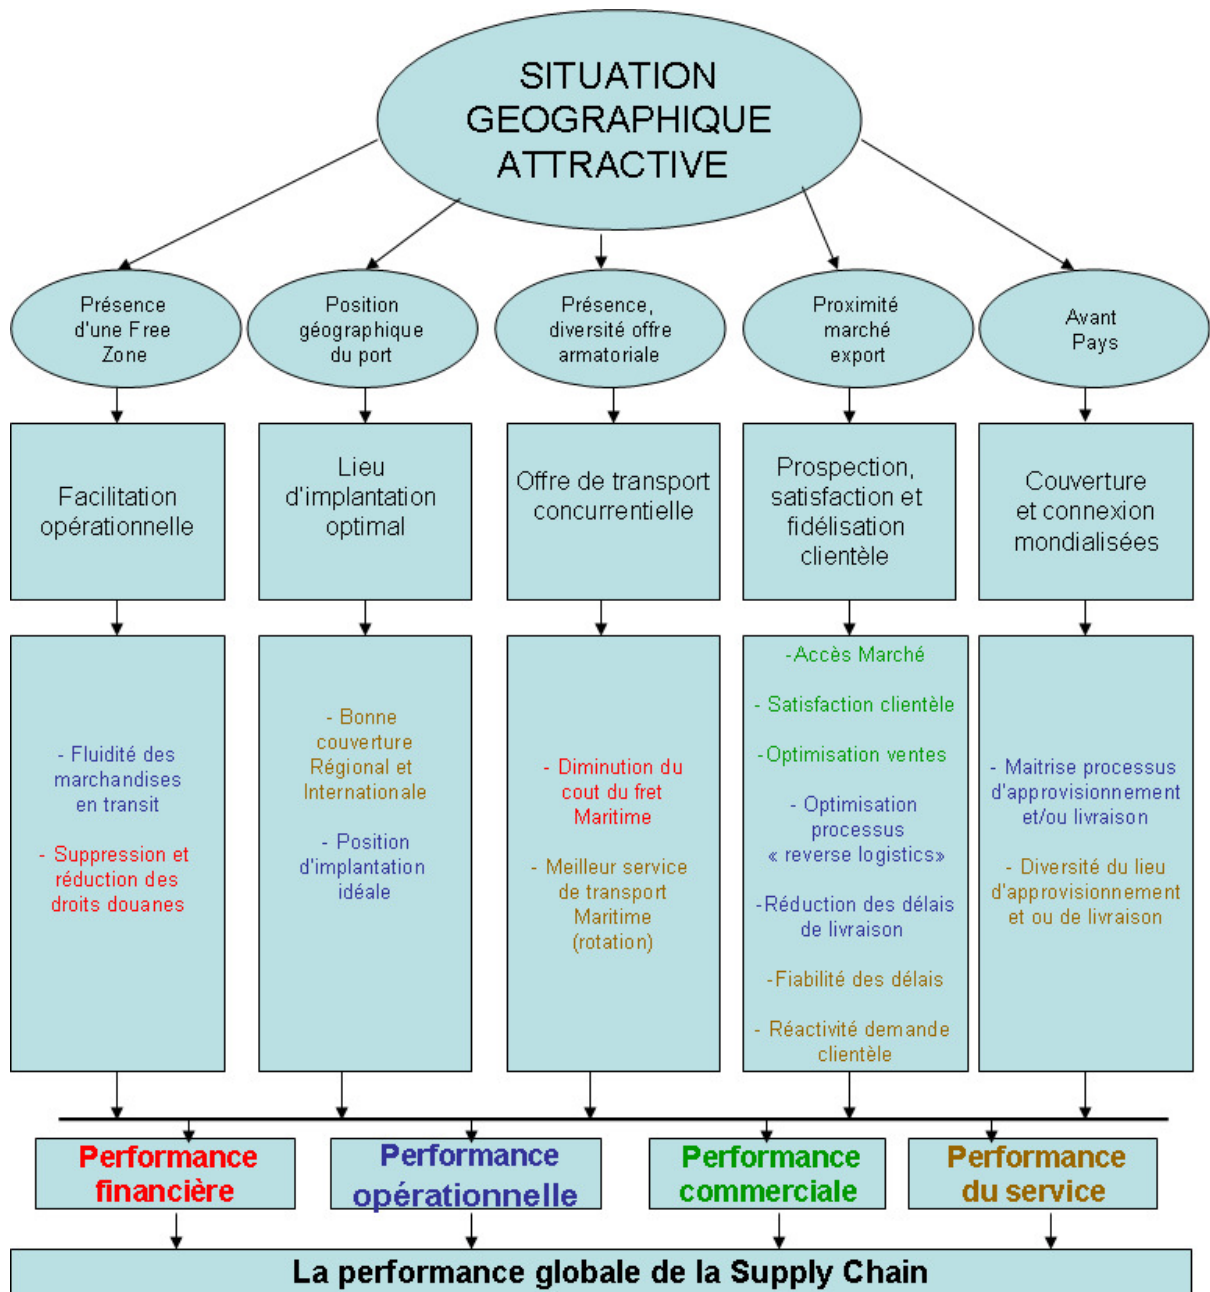 SITUATION
GEOGRAPHIQUE
ATTRACTIVE
Présence
d'une Free
Zone
Position
géographique
du port
Présence,
diversité offre
armatoriale
Proximité
marché
export
Avant
Pays
Facilitation
opérationnelle
Lieu
d'implantation
optimal
Offre de transport
concurrentielle
Prospection,
satisfaction et
fidélisation
clientèle
Couverture
et connexion
mondialisées
- Fluidité des
marchandises
en transit
- Suppression et
réduction des
droits douanes
- Bonne
couverture
Régional et
Internationale
- Position
d'implantation
idéale
- Diminution du
cout du fret
Maritime
- Meilleur service
de transport
Maritime
(rotation)
-Accès Marché
- Satisfaction clientèle
-Optimisation ventes
- Optimisation
processus
« reverse logistics»
-Réduction des délais
de livraison
-Fiabilité des délais
- Réactivité demande
clientèle
- Maitrise processus
d'approvisionnement
et/ou livraison
- Diversité du lieu
d'approvisionnement
et ou de livraison
Performance
financière
Performance
opérationnelle
Performance
commerciale
Performance
du service
La performance globale de la Supply Chain